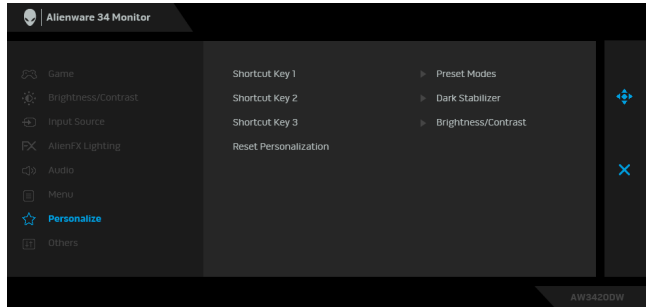 Alienware 34 Monitor
Game
Shortcut Key 1 Preset Modes
Brightness/Contrast Shortcut Key 2 Dark Stabilizer
Input Source Shortcut Key 3 Brightness/Contrast
AlienFX Lighting Reset Personalization
Audio
Menu
Personalize
Others
AW3420DW